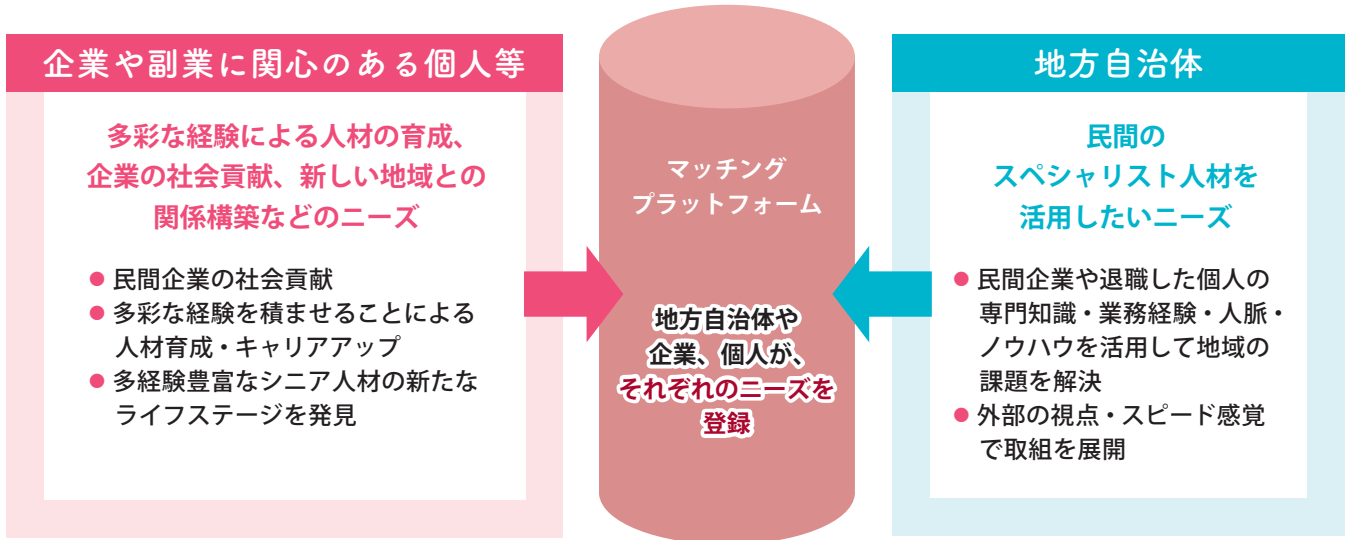 企業や副業に関心のある個人等
多彩な経験による人材の育成、
企業の社会貢献、新しい地域との
関係構築などのニーズ
● 民間企業の社会貢献
● 多彩な経験を積ませることによる
人材育成・キャリアアップ
● 多経験豊富なシニア人材の新たな
ライフステージを発見
マッチング
プラットフォーム
地方自治体や
企業、個人が、
それぞれのニーズを
登録
地方自治体
民間の
スペシャリスト人材を
活用したいニーズ
● 民間企業や退職した個人の
専門知識・業務経験・人脈・
ノウハウを活用して地域の
課題を解決
● 外部の視点・スピード感覚
で取組を展開